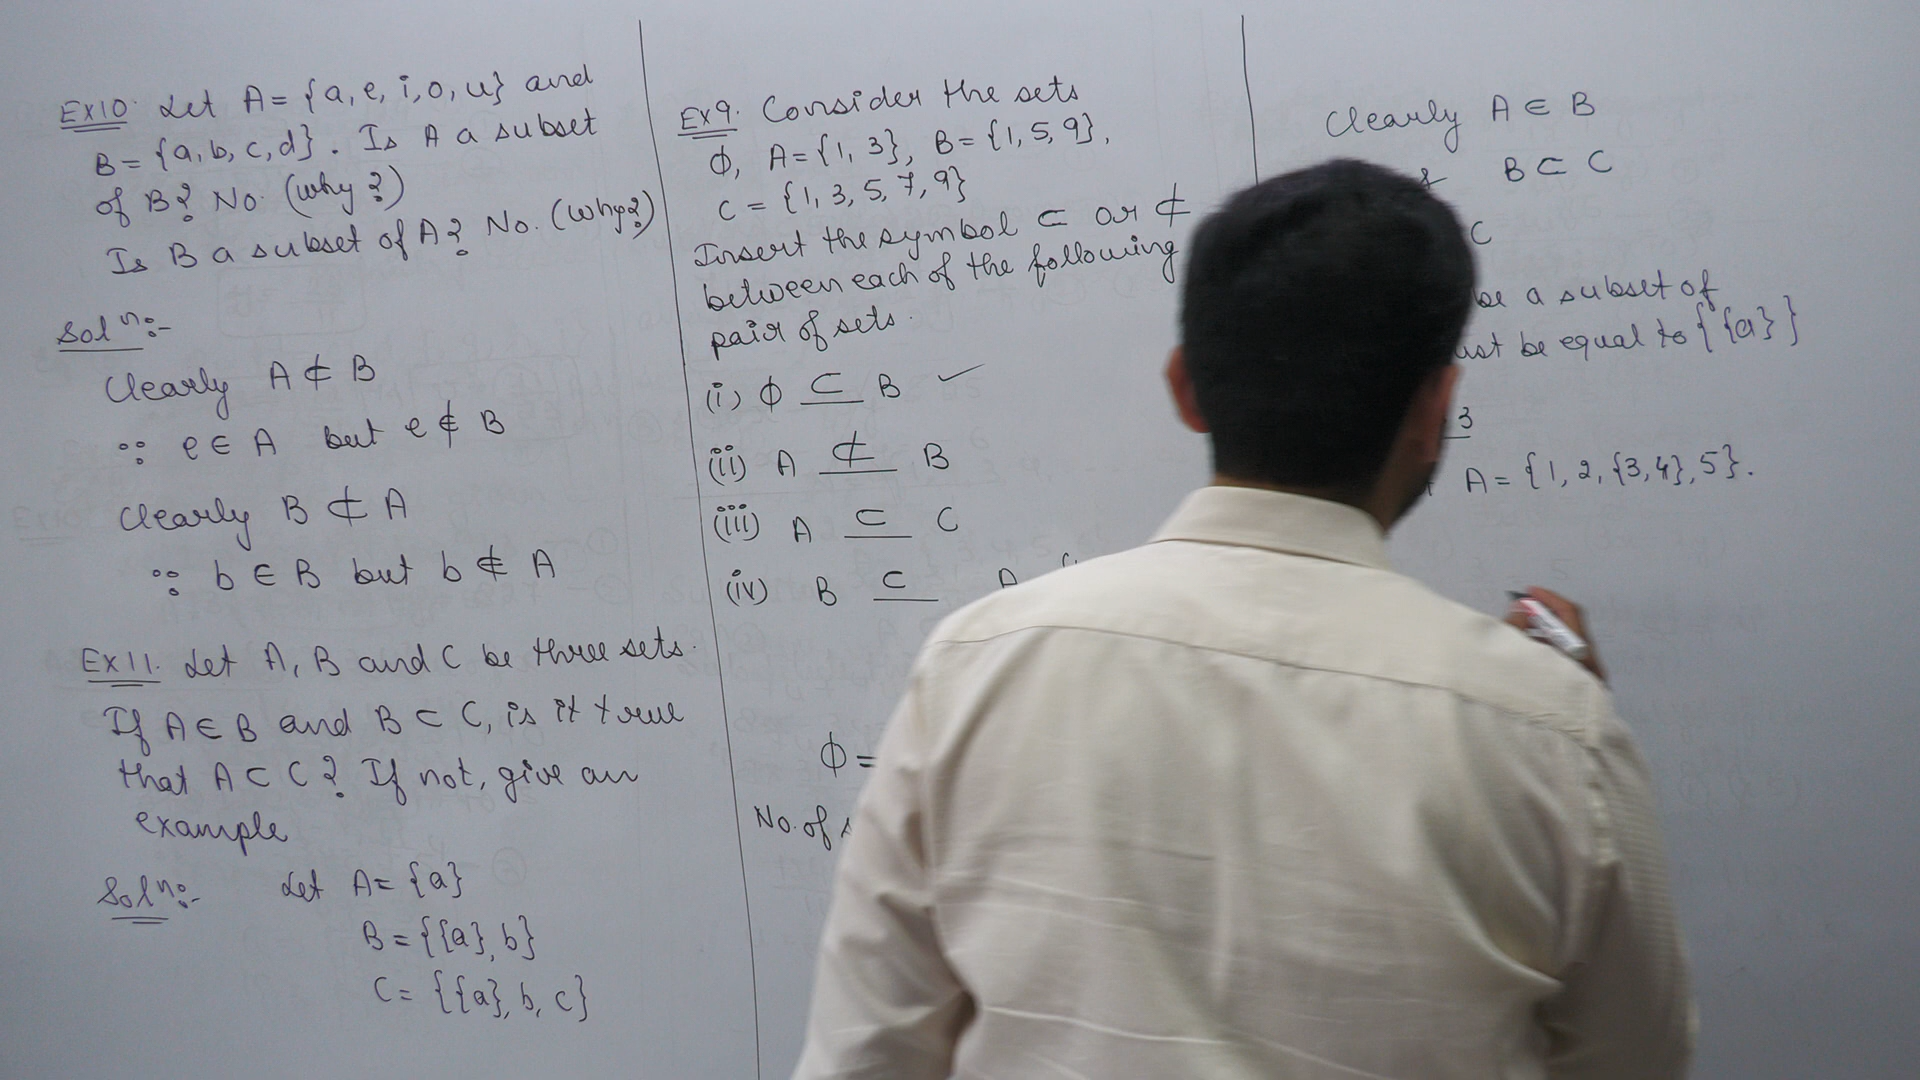 Ex10. Let A = {a, e, i, o, u} and
B = {a, b, c, d}. Is A a subset
of B? No. (why?)
Is B a subset of A? No. (why?)
Solⁿ:-
Clearly A ⊄ B
∵ e ∈ A but e ∉ B
Clearly B ⊄ A
∵ b ∈ B but b ∉ A
Ex11. Let A, B and C be three sets.
If A ∈ B and B ⊂ C, is it true
that A ⊂ C? If not, give an
example
Solⁿ:- Let A = {a}
B = {{a}, b}
C = {{a}, b, c}
Ex9. Consider the sets
ϕ, A = {1, 3}, B = {1, 5, 9},
C = {1, 3, 5, 7, 9}
Insert the symbol ⊂ or ⊄
between each of the following
pair of sets.
(i) ϕ ⊂ B ✓
(ii) A ⊄ B
(iii) A ⊂ C
(iv) B ⊂
ϕ =
No. of
Clearly A ∈ B
& B ⊂ C
C
be a subset of
be equal to {{a}}
3
A = {1, 2, {3, 4}, 5}.